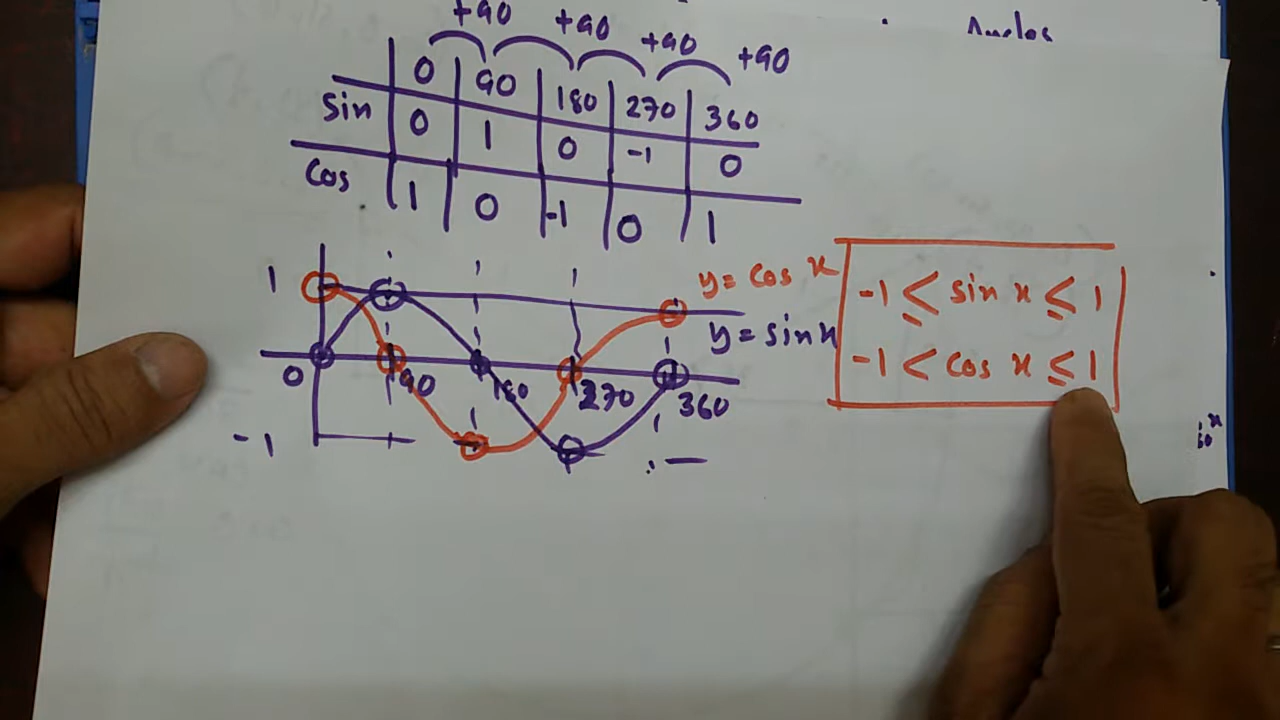 Angles
+90 +90 +90 +90
0 90 180 270 360
sin 0 1 0 -1 0
cos 1 0 -1 0 1
1 y=cos x
y=sin x
0 90 180 270 360
-1
-1 ≤ sin x ≤ 1
-1 < cos x ≤ 1